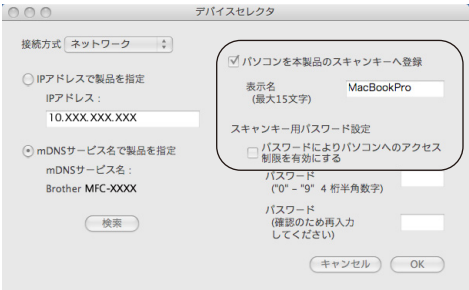 デバイスセレクタ
接続方式 ネットワーク
IPアドレスで製品を指定
IPアドレス：
10.XXX.XXX.XXX
mDNSサービス名で製品を指定
mDNSサービス名：
Brother MFC-XXXX
検索
パソコンを本製品のスキャンキーへ登録
表示名 MacBookPro
(最大15文字)
スキャンキー用パスワード設定
パスワードによりパソコンへのアクセス
制限を有効にする
パスワード
("0" – "9" 4 桁半角数字)
パスワード
(確認のため再入力
してください)
キャンセル OK